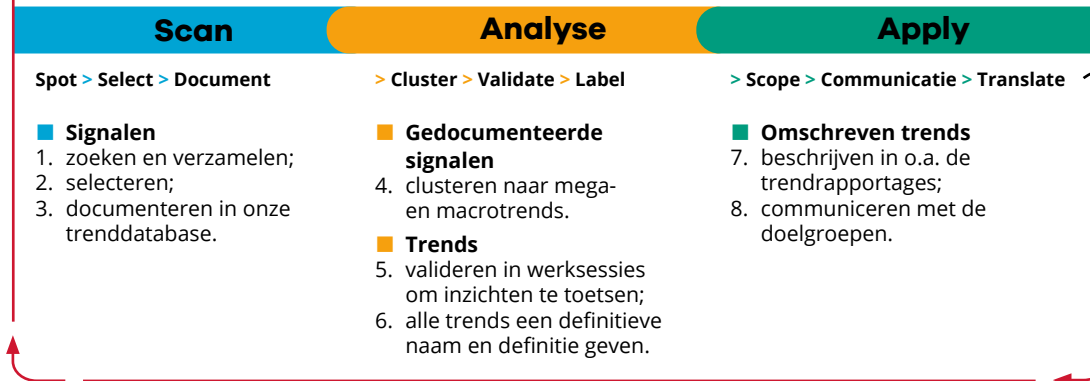 Scan
Spot > Select > Document
Signalen
1. zoeken en verzamelen;
2. selecteren;
3. documenteren in onze
trenddatabase.
Analyse
> Cluster > Validate > Label
Gedocumenteerde
signalen
4. clusteren naar mega-
en macrotrends.
Trends
5. valideren in werksessies
om inzichten te toetsen;
6. alle trends een definitieve
naam en definitie geven.
Apply
> Scope > Communicatie > Translate
Omschreven trends
7. beschrijven in o.a. de
trendrapportages;
8. communiceren met de
doelgroepen.